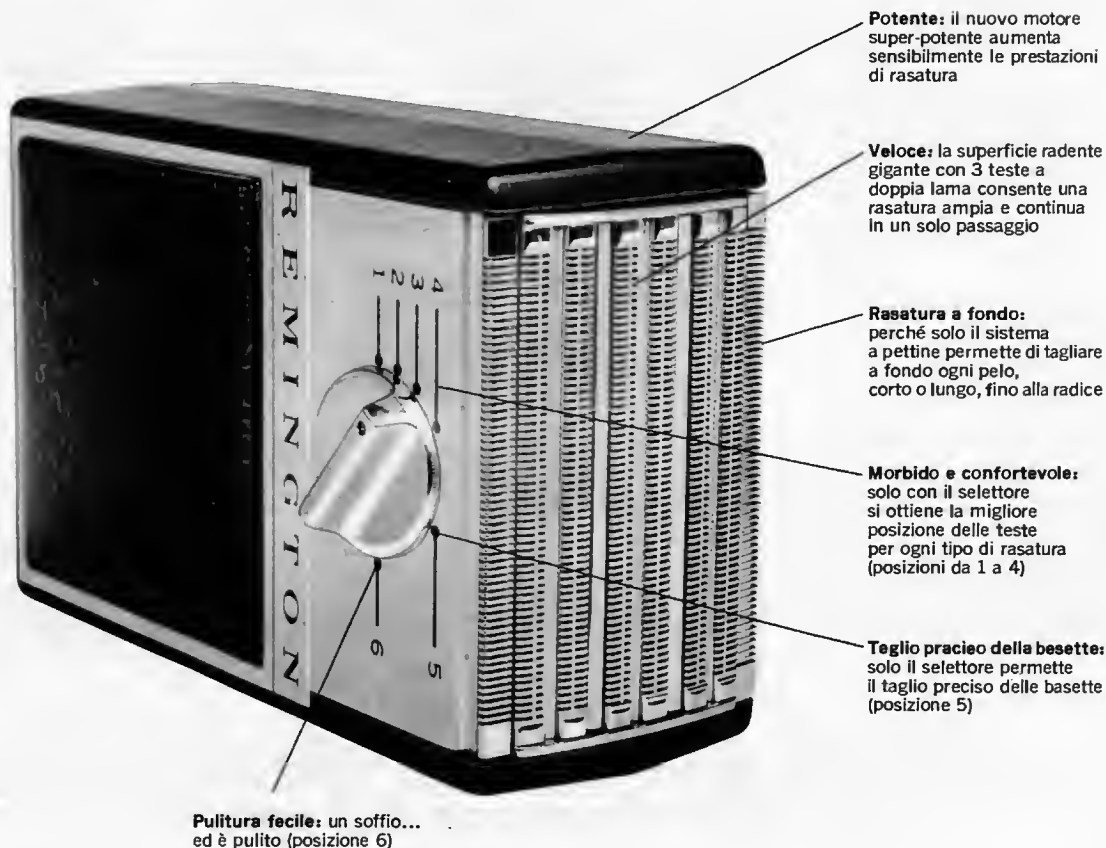 Potente: il nuovo motore
super-potente aumenta
sensibilmente le prestazioni
di rasatura
Veloce: la superficie radente
gigante con 3 teste a
doppia lama consente una
rasatura ampia e continua
in un solo passaggio
Rasatura a fondo:
perché solo il sistema
a pettine permette di tagliare
a fondo ogni pelo,
corto o lungo, fino alla radice
Morbido e confortevole:
solo con il selettore
si ottiene la migliore
posizione delle teste
per ogni tipo di rasatura
(posizioni da 1 a 4)
Teglio pracieo della besette:
solo il selettore permette
il taglio preciso delle basette
(posizione 5)
Pulitura fecile: un soffio...
ed è pulito (posizione 6)
REMINGTON
1
2
3
4
5
6